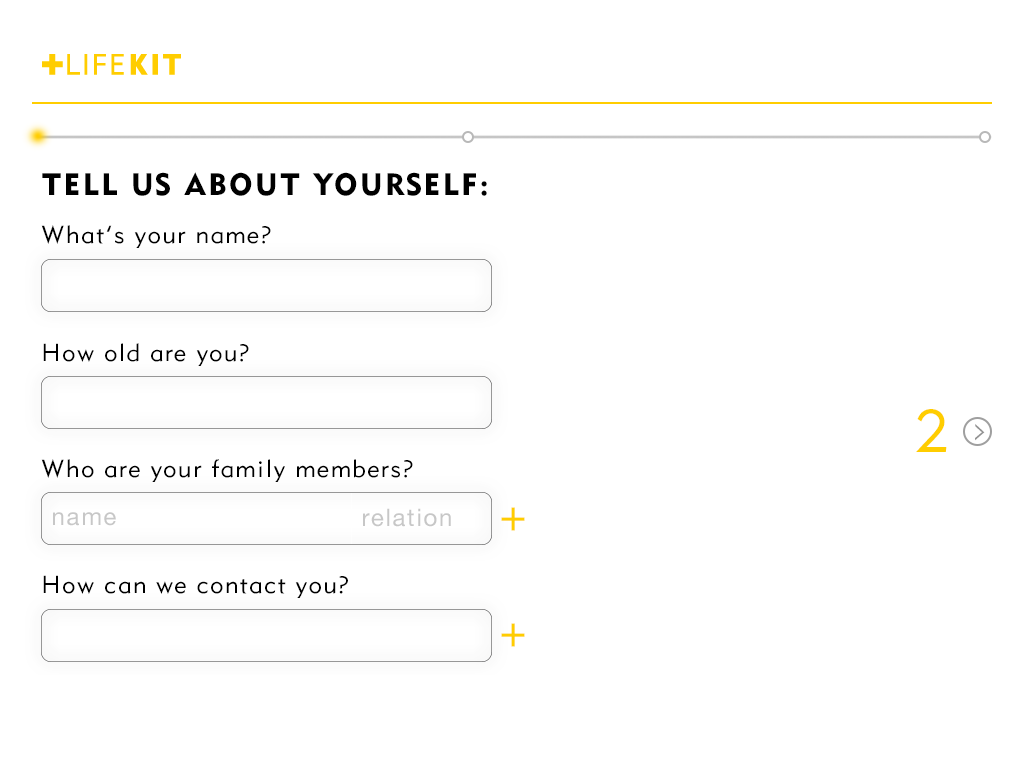 +LIFEKIT
TELL US ABOUT YOURSELF:
What's your name?
How old are you?
2
Who are your family members?
name relation
+
How can we contact you?
+